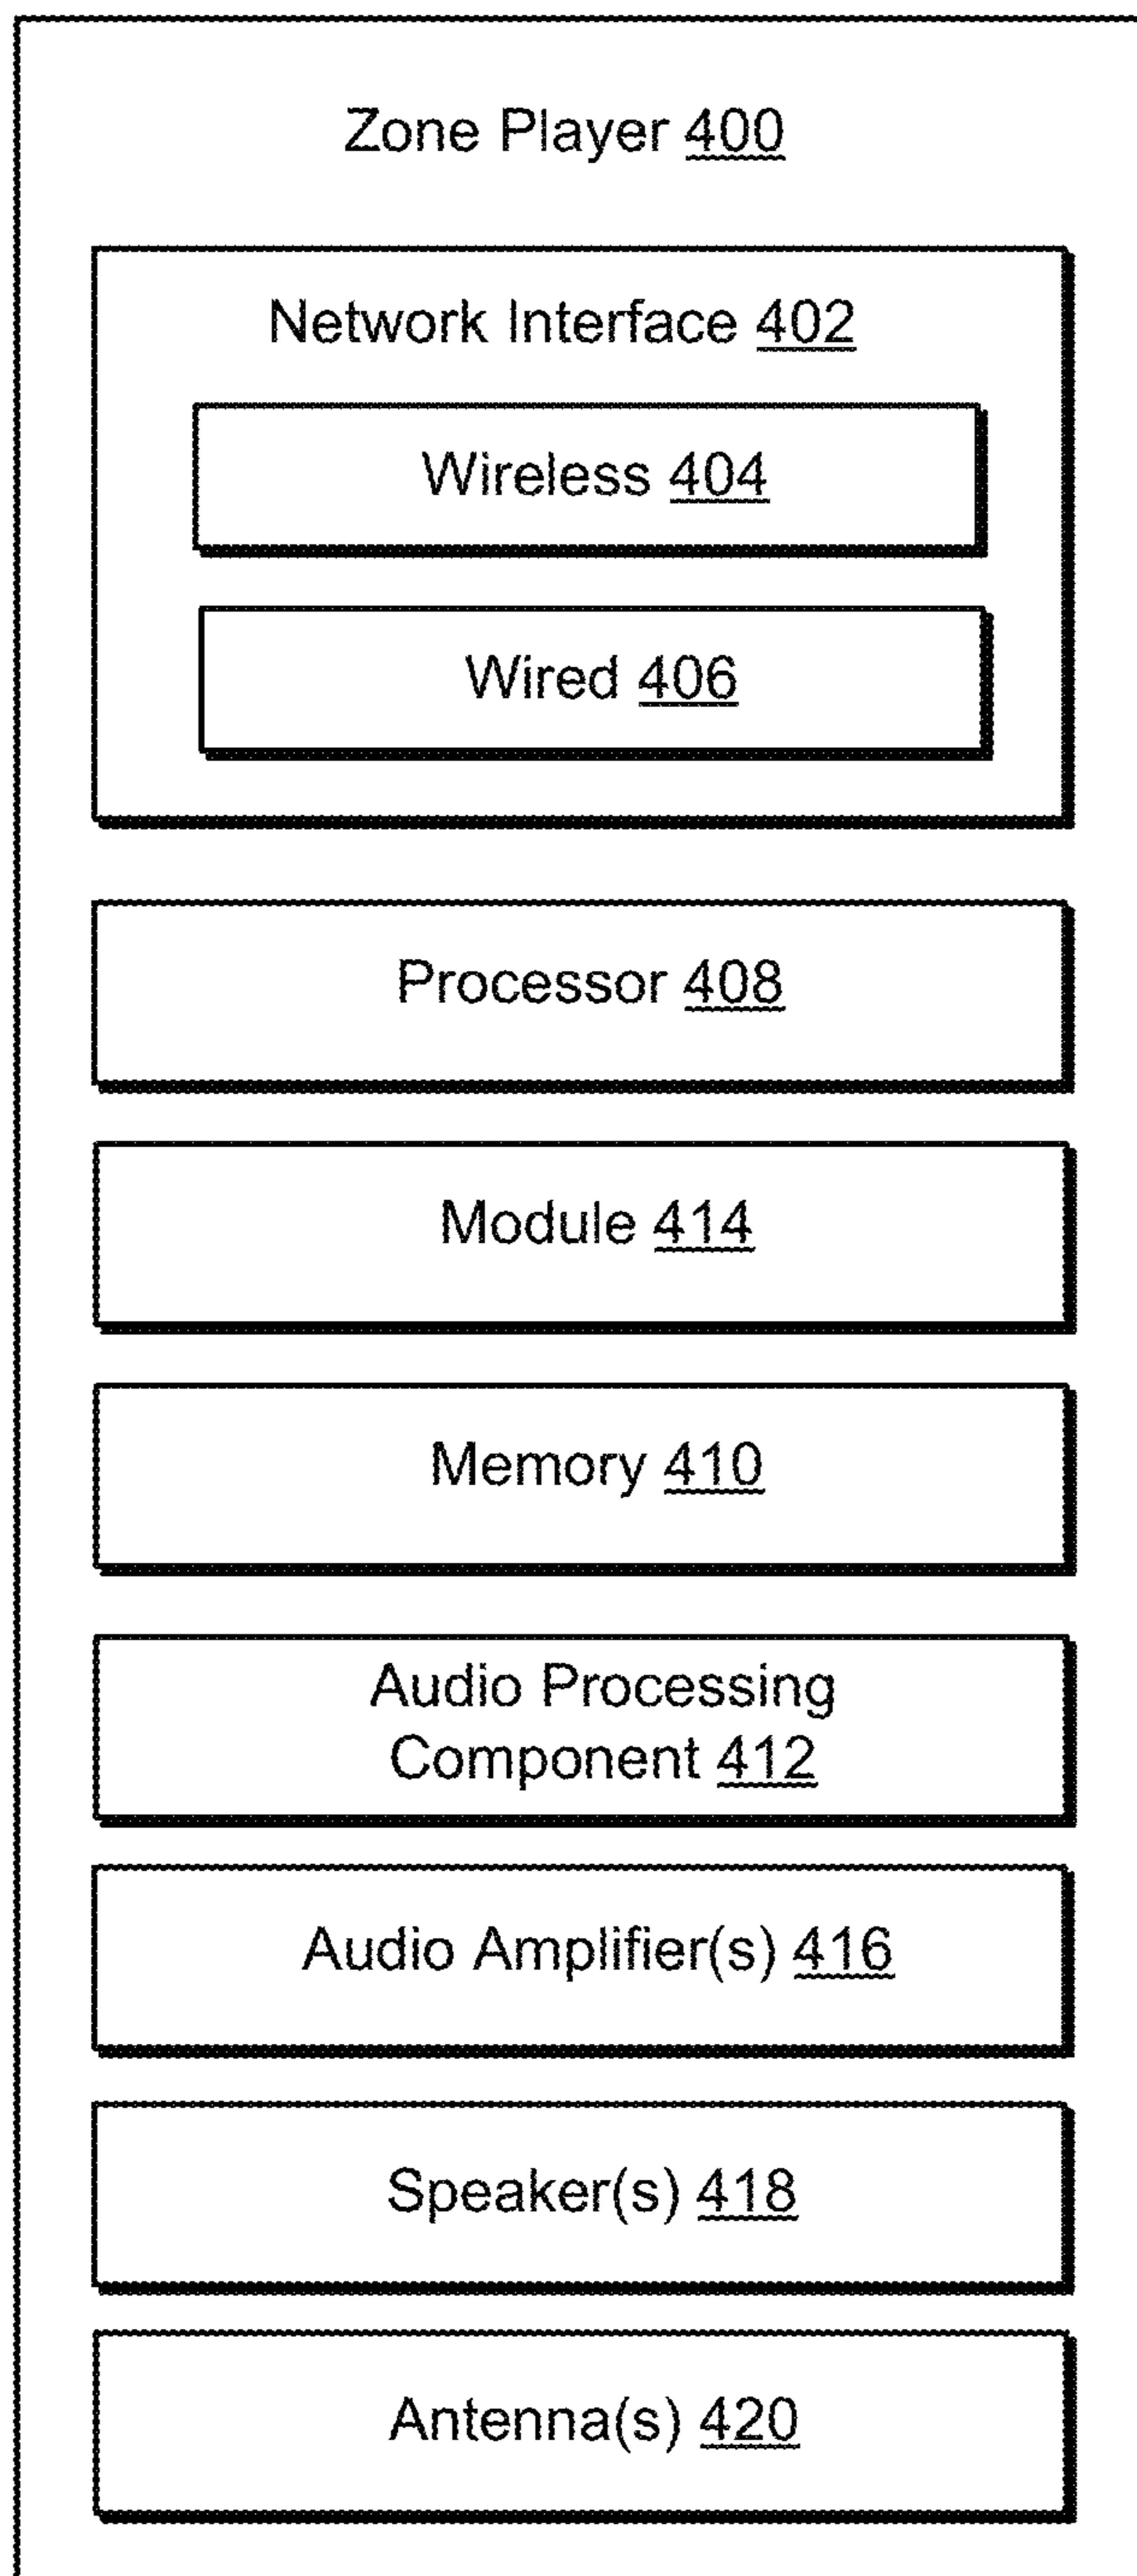 Zone Player 400
Network Interface 402
Wireless 404
Wired 406
Processor 408
Module 414
Memory 410
Audio Processing
Component 412
Audio Amplifier(s) 416
Speaker(s) 418
Antenna(s) 420